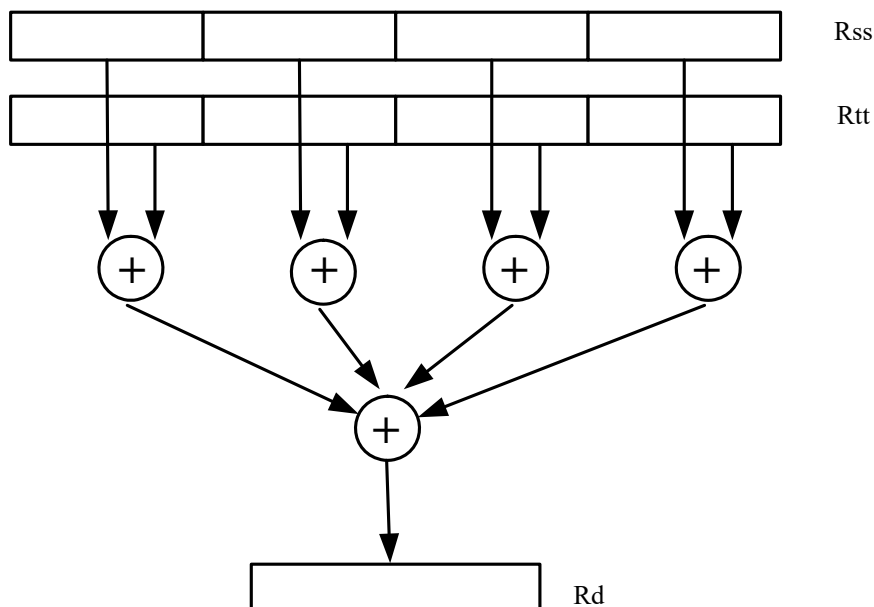 Rss
Rtt
+ + + +
+
Rd